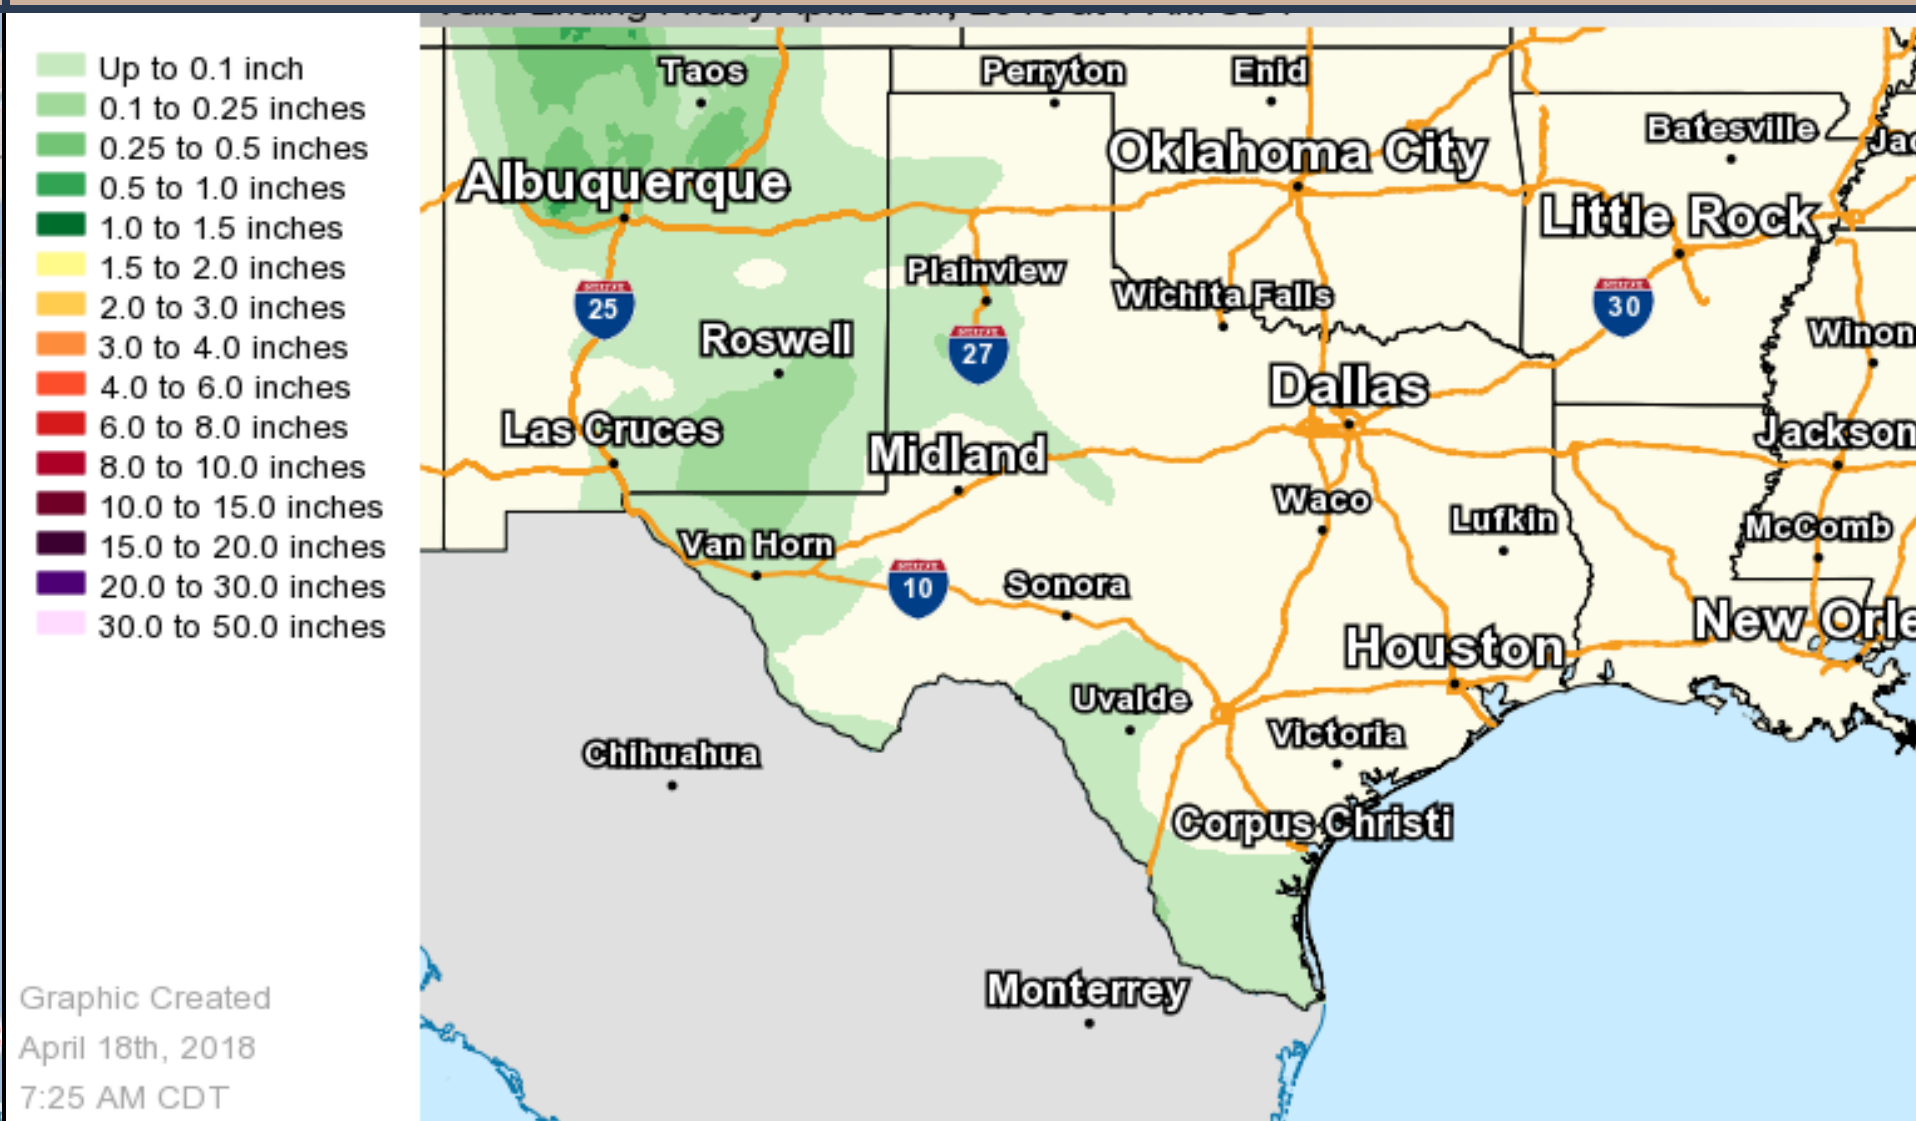 Up to 0.1 inch
0.1 to 0.25 inches
0.25 to 0.5 inches
0.5 to 1.0 inches
1.0 to 1.5 inches
1.5 to 2.0 inches
2.0 to 3.0 inches
3.0 to 4.0 inches
4.0 to 6.0 inches
6.0 to 8.0 inches
8.0 to 10.0 inches
10.0 to 15.0 inches
15.0 to 20.0 inches
20.0 to 30.0 inches
30.0 to 50.0 inches
Graphic Created
April 18th, 2018
7:25 AM CDT
Taos
Perryton
Enid
Batesville
Jac
Oklahoma City
Albuquerque
Little Rock
Plainview
Wichita Falls
25
30
Winon
Roswell
27
Dallas
Las Cruces
Midland
Jackson
Waco
Lufkin
McComb
Van Horn
10
Sonora
New Orle
Houston
Uvalde
Victoria
Chihuahua
Corpus Christi
Monterrey